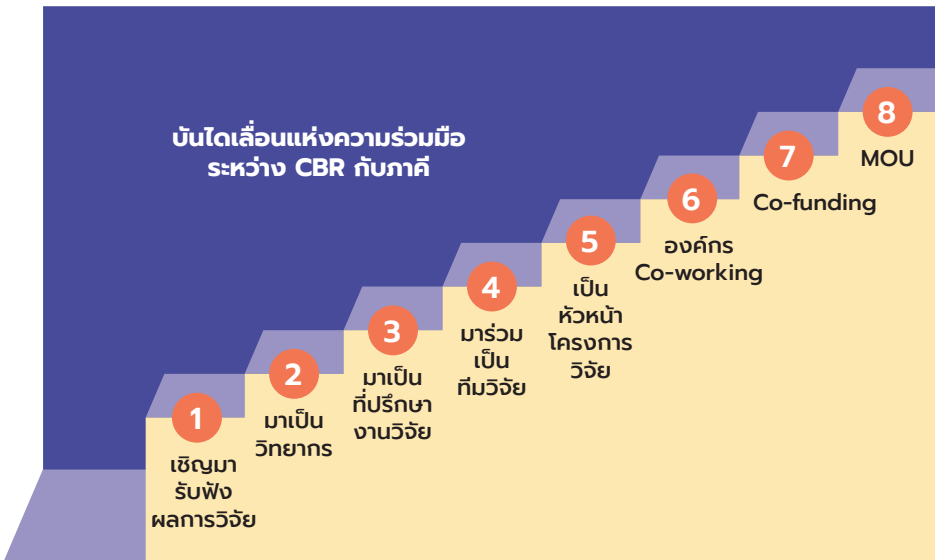 บันไดเลื่อนแห่งความร่วมมือ
ระหว่าง CBR กับภาคี
1
เชิญมา
รับฟัง
ผลการวิจัย
2
มาเป็น
วิทยากร
3
มาเป็น
ที่ปรึกษา
งานวิจัย
4
มาร่วม
เป็น
ทีมวิจัย
5
เป็น
หัวหน้า
โครงการ
วิจัย
6
องค์กร
Co-working
7
Co-funding
8
MOU